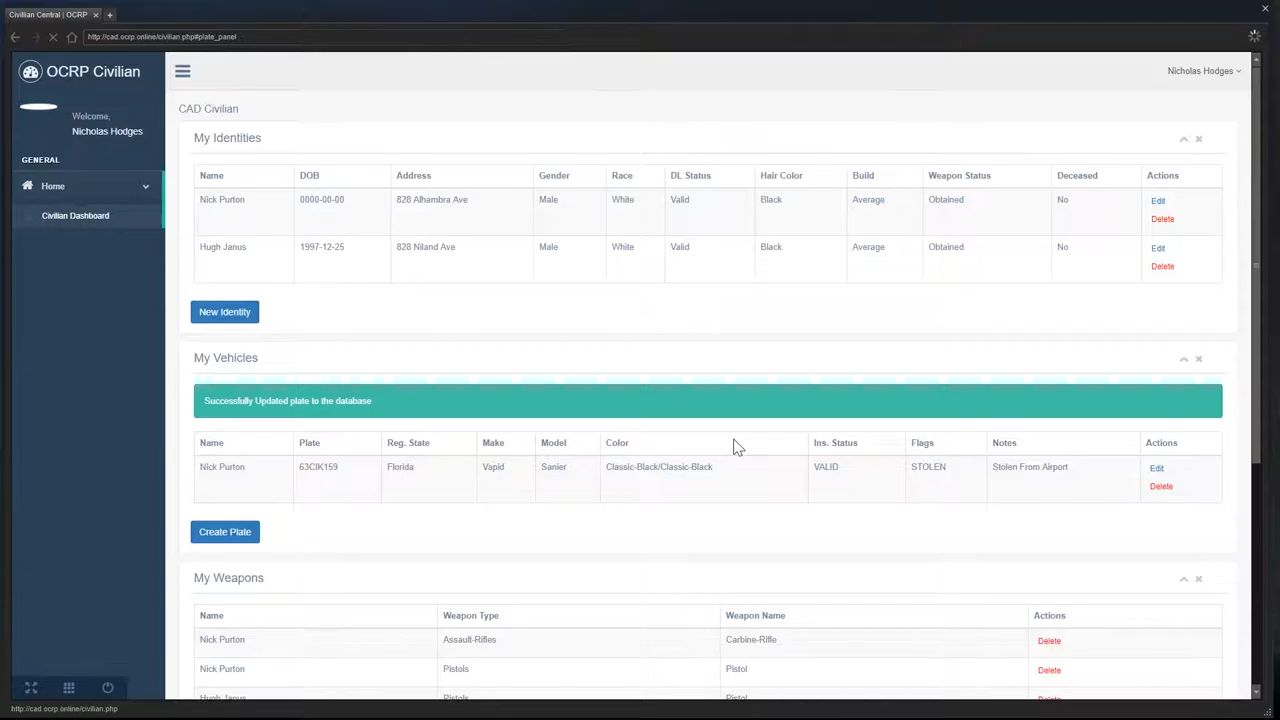 Civillian Central | OCRP × +
http://cad.ocrp.online/civilian.php#plate_panel
OCRP Civilian
Nicholas Hodges
Welcome,
Nicholas Hodges
GENERAL
Home
Civilian Dashboard
CAD Civilian
My Identities
Name DOB Address Gender Race DL Status Hair Color Build Weapon Status Deceased Actions
Nick Purton 0000-00-00 828 Alhambra Ave Male White Valid Black Average Obtained No Edit
Delete
Hugh Janus 1997-12-25 828 Niland Ave Male White Valid Black Average Obtained No Edit
Delete
New Identity
My Vehicles
Successfully Updated plate to the database
Name Plate Reg. State Make Model Color Ins. Status Flags Notes Actions
Nick Purton 63CIK159 Florida Vapid Sanier Classic-Black/Classic-Black VALID STOLEN Stolen From Airport Edit
Delete
Create Plate
My Weapons
Name Weapon Type Weapon Name Actions
Nick Purton Assault-Rifles Carbine-Rifle Delete
Nick Purton Pistols Pistol Delete
Hugh Janus Pistols Pistol Delete
http://cad.ocrp.online/civilian.php